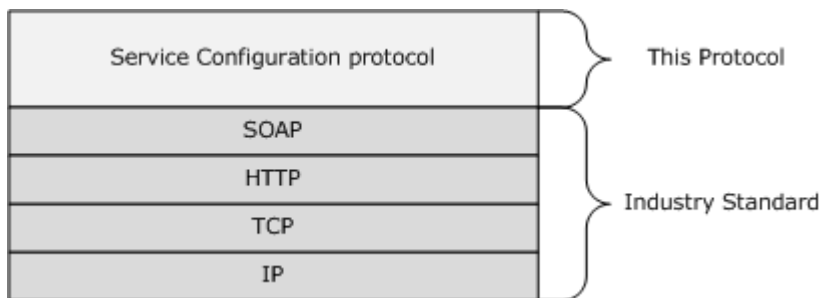 Service Configuration protocol
This Protocol
SOAP
HTTP
TCP
IP
Industry Standard